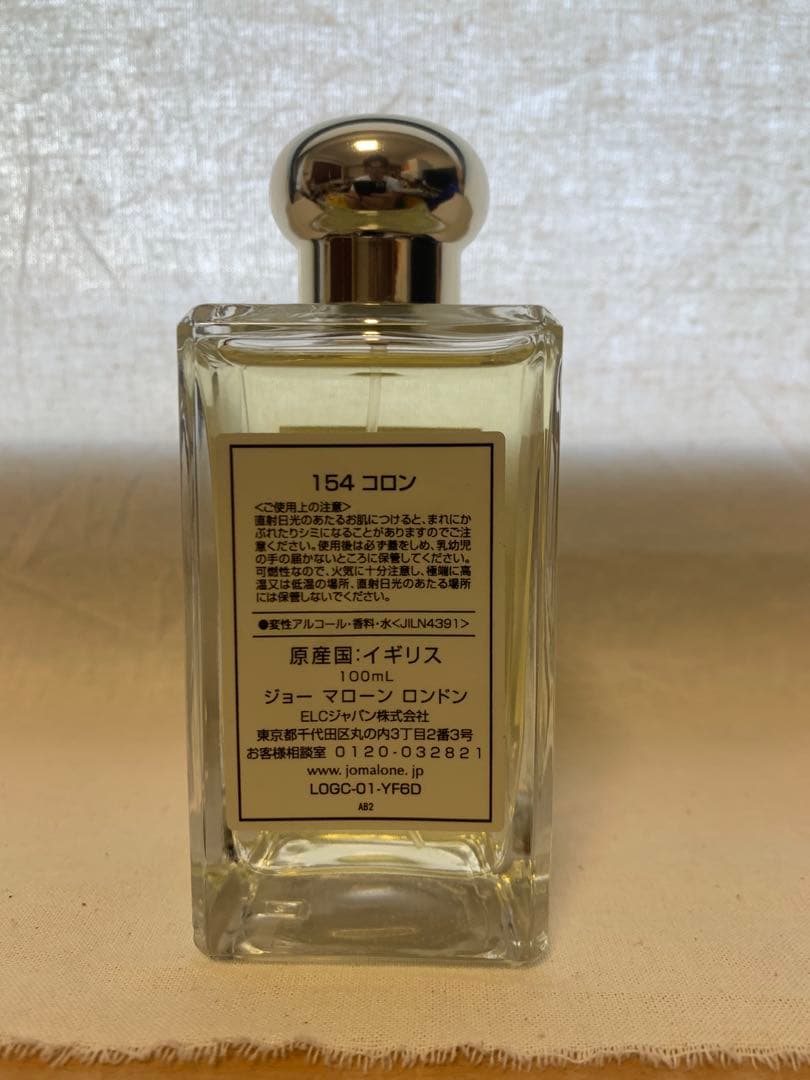 154 コロン
<ご使用上の注意>
直射日光のあたるお肌につけると、まれにか
ぶれたりシミになることがありますのでご注
意ください。使用後は必ず蓋をしめ、乳幼児
の手の届かないところに保管してください。
可燃性なので、火気に十分注意し、極端に高
温又は低温の場所、直射日光のあたる場所
には保管しないでください。
●変性アルコール・香料・水<JILN4391>
原産国:イギリス
100mL
ジョー マローン ロンドン
ELCジャパン株式会社
東京都千代田区丸の内3丁目2番3号
お客様相談室 0120-032821
www. jomalone. jp
L0GC-01-YF6D
AB2